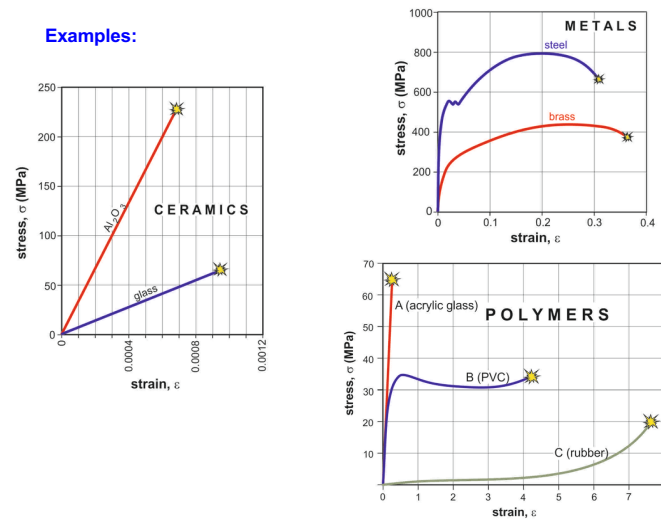 Examples:
250
200
150
100
50
0
stress, σ (MPa)
Al₂O₃
CERAMICS
glass
0
0.0004
0.0008
0.0012
strain, ε
METALS
1000
800
600
400
200
0
stress, σ (MPa)
steel
brass
0
0.1
0.2
0.3
0.4
strain, ε
70
60
50
40
30
20
10
stress, σ (MPa)
A (acrylic glass)
POLYMERS
B (PVC)
C (rubber)
0
1
2
3
4
5
6
7
strain, ε